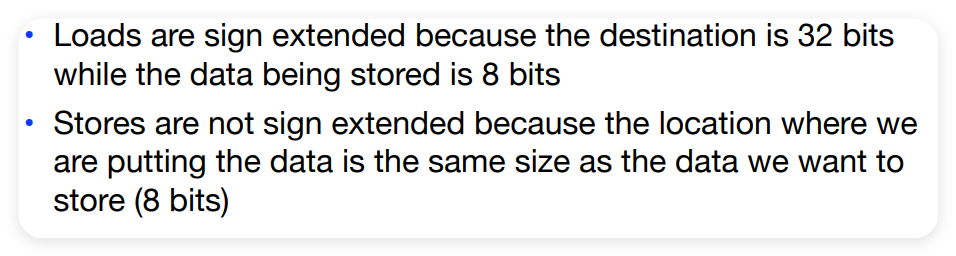 • Loads are sign extended because the destination is 32 bits
while the data being stored is 8 bits
• Stores are not sign extended because the location where we
are putting the data is the same size as the data we want to
store (8 bits)